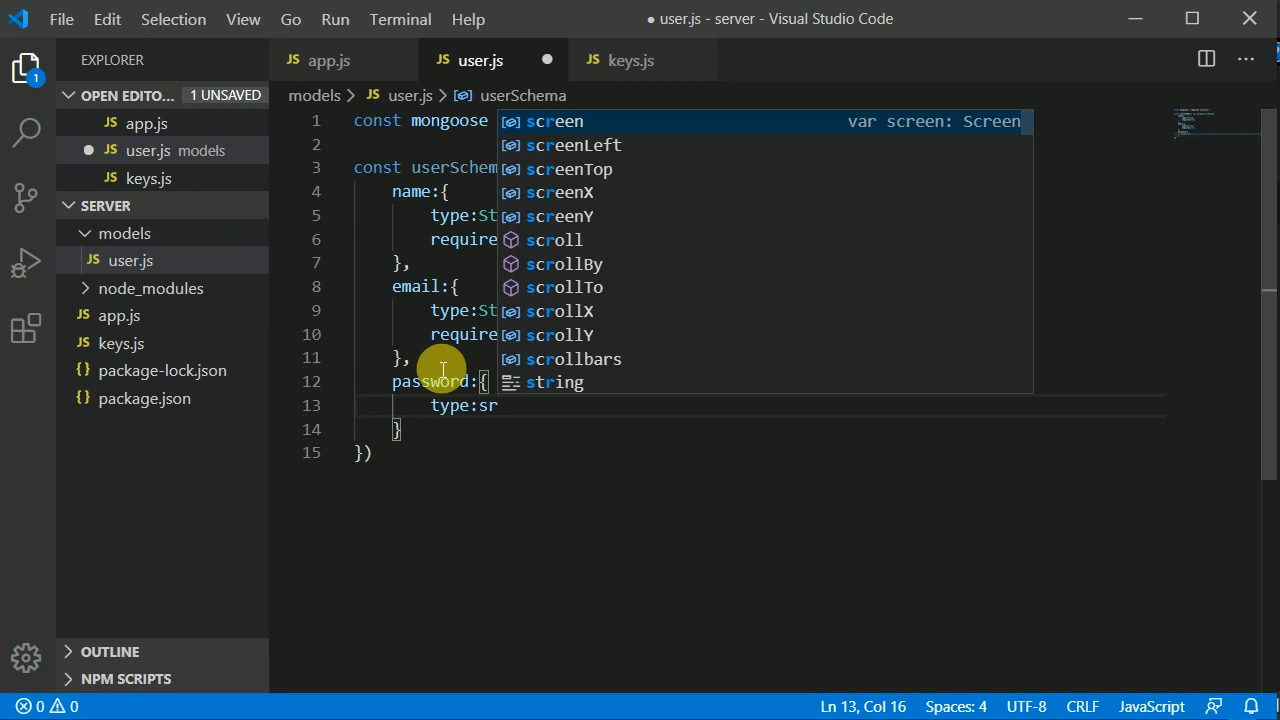 File Edit Selection View Go Run Terminal Help
● user.js - server - Visual Studio Code
EXPLORER
JS app.js
JS user.js ●
JS keys.js
1
OPEN EDITO... 1 UNSAVED
models > JS user.js > userSchema
JS app.js
● JS user.js models
JS keys.js
SERVER
models
JS user.js
node_modules
JS app.js
JS keys.js
{} package-lock.json
{} package.json
OUTLINE
NPM SCRIPTS
1 const mongoose
2
3 const userSchem
4 name:{
5 type:St
6 require
7 },
8 email:{
9 type:St
10 require
11 },
12 password:{
13 type:sr
14 }
15 })
screen var screen: Screen
screenLeft
screenTop
screenX
screenY
scroll
scrollBy
scrollTo
scrollX
scrollY
scrollbars
string
0 0 Ln 13, Col 16 Spaces: 4 UTF-8 CRLF JavaScript